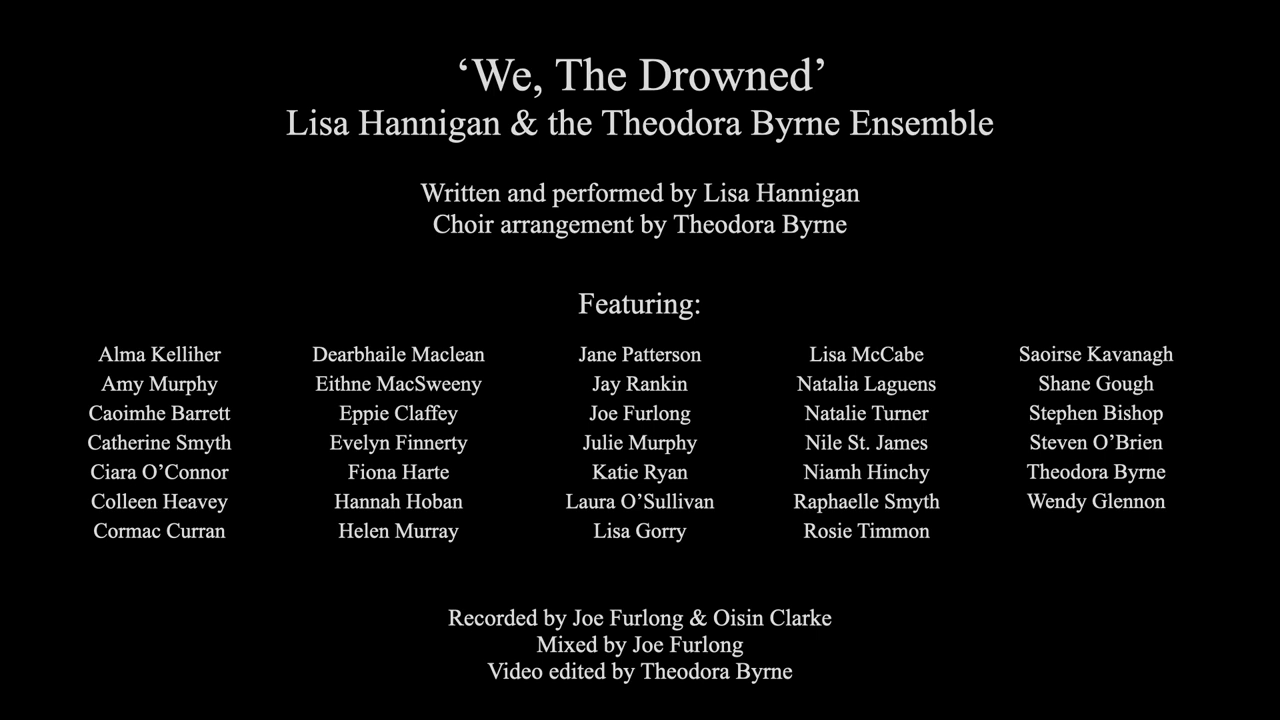 ‘We, The Drowned’
Lisa Hannigan & the Theodora Byrne Ensemble
Written and performed by Lisa Hannigan
Choir arrangement by Theodora Byrne
Featuring:
Alma Kelliher
Amy Murphy
Caoimhe Barrett
Catherine Smyth
Ciara O’Connor
Colleen Heavey
Cormac Curran
Dearbhaile Maclean
Eithne MacSweeny
Eppie Claffey
Evelyn Finnerty
Fiona Harte
Hannah Hoban
Helen Murray
Jane Patterson
Jay Rankin
Joe Furlong
Julie Murphy
Katie Ryan
Laura O’Sullivan
Lisa Gorry
Lisa McCabe
Natalia Laguens
Natalie Turner
Nile St. James
Niamh Hinchy
Raphaelle Smyth
Rosie Timmon
Saoirse Kavanagh
Shane Gough
Stephen Bishop
Steven O’Brien
Theodora Byrne
Wendy Glennon
Recorded by Joe Furlong & Oisin Clarke
Mixed by Joe Furlong
Video edited by Theodora Byrne